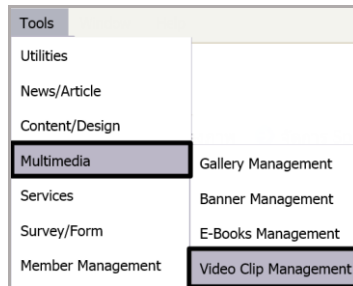 Tools
Utilities
News/Article
Content/Design
Multimedia
Services
Survey/Form
Member Management
Gallery Management
Banner Management
E-Books Management
Video Clip Management